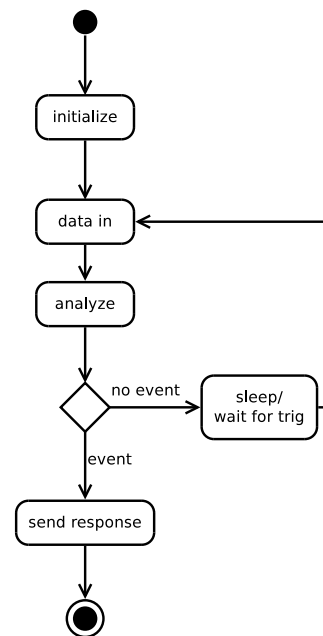 initialize
data in
analyze
no event
sleep/
wait for trig
event
send response